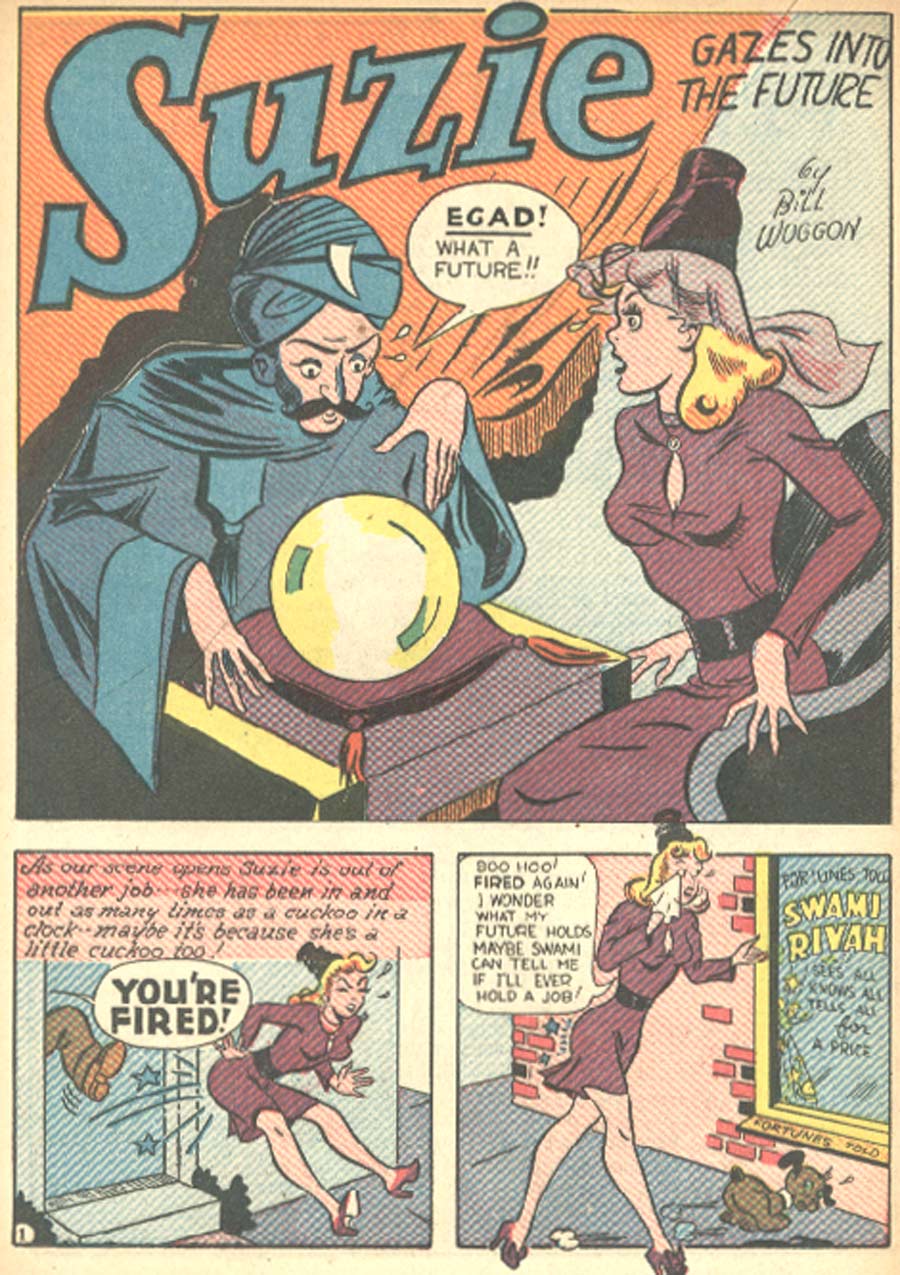 Suzie
GAZES INTO
THE FUTURE
by
BILL
WOGGON
EGAD!
WHAT A
FUTURE!!
As our scene opens Suzie is out of
another job--she has been in and
out as many times as a cuckoo in a
clock--maybe it's because she's a
little cuckoo too!
YOU'RE
FIRED!
1
BOO HOO!
FIRED AGAIN!
I WONDER
WHAT MY
FUTURE HOLDS
MAYBE SWAMI
CAN TELL ME
IF I'LL EVER
HOLD A JOB!
FORTUNES TOLD
SWAMI
RIVAH
SEES ALL
KNOWS ALL
TELLS ALL
for
A PRICE
FORTUNES TOLD